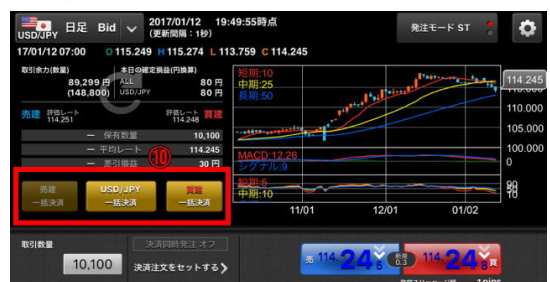 USD/JPY 日足 Bid 2017/01/12 19:49:55時点
(更新間隔：1秒)
発注モード ST
17/01/12 07:00 O 115.249 H 115.274 L 113.759 C 114.245
取引余力(数量) 本日の確定損益(円換算)
89,299 円 ALL 80 円
(148,800) USD/JPY 80 円
売建 評価レート 114.251 評価レート 114.248 買建
— 保有数量 10,100
— 平均レート 114.245
— 差引損益 30 円
⑩
売建 一括決済
USD/JPY 一括決済
買建 一括決済
短期:10
中期:25
長期:50
114.245
110.000
105.000
100.000
MACD:12,26
シグナル:9
0
短期:5
中期:10
11/01 12/01 01/02
取引数量
10,100
決済同時発注 オフ
決済注文をセットする
売 114.24 5
新規 0.3
114.24 8 買
1pips